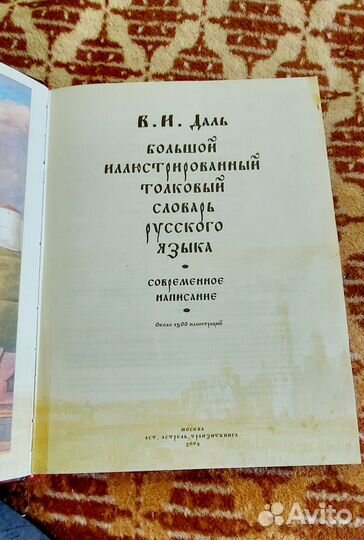 В.И. Даль
БОЛЬШОЙ
ИЛЛЮСТРИРОВАННЫЙ
ТОЛКОВЫЙ
СЛОВАРЬ
РУССКОГО
ЯЗЫКА
СОВРЕМЕННОЕ
НАПИСАНИЕ
Около 1500 иллюстраций
МОСКВА
АСТ, АСТРЕЛЬ, ТРАНЗИТКНИГА
2005
Avito